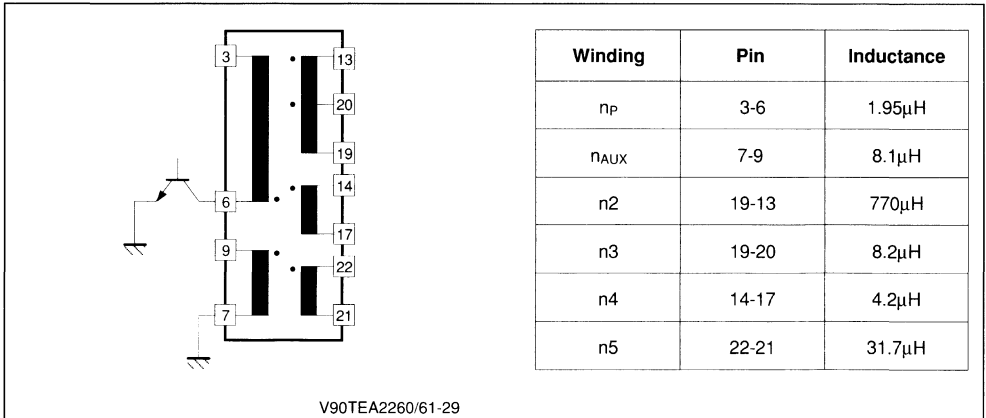 3
13
20
19
14
6
17
9
22
7
21
Winding Pin Inductance
nP 3-6 1.95μH
nAUX 7-9 8.1μH
n2 19-13 770μH
n3 19-20 8.2μH
n4 14-17 4.2μH
n5 22-21 31.7μH
V90TEA2260/61-29